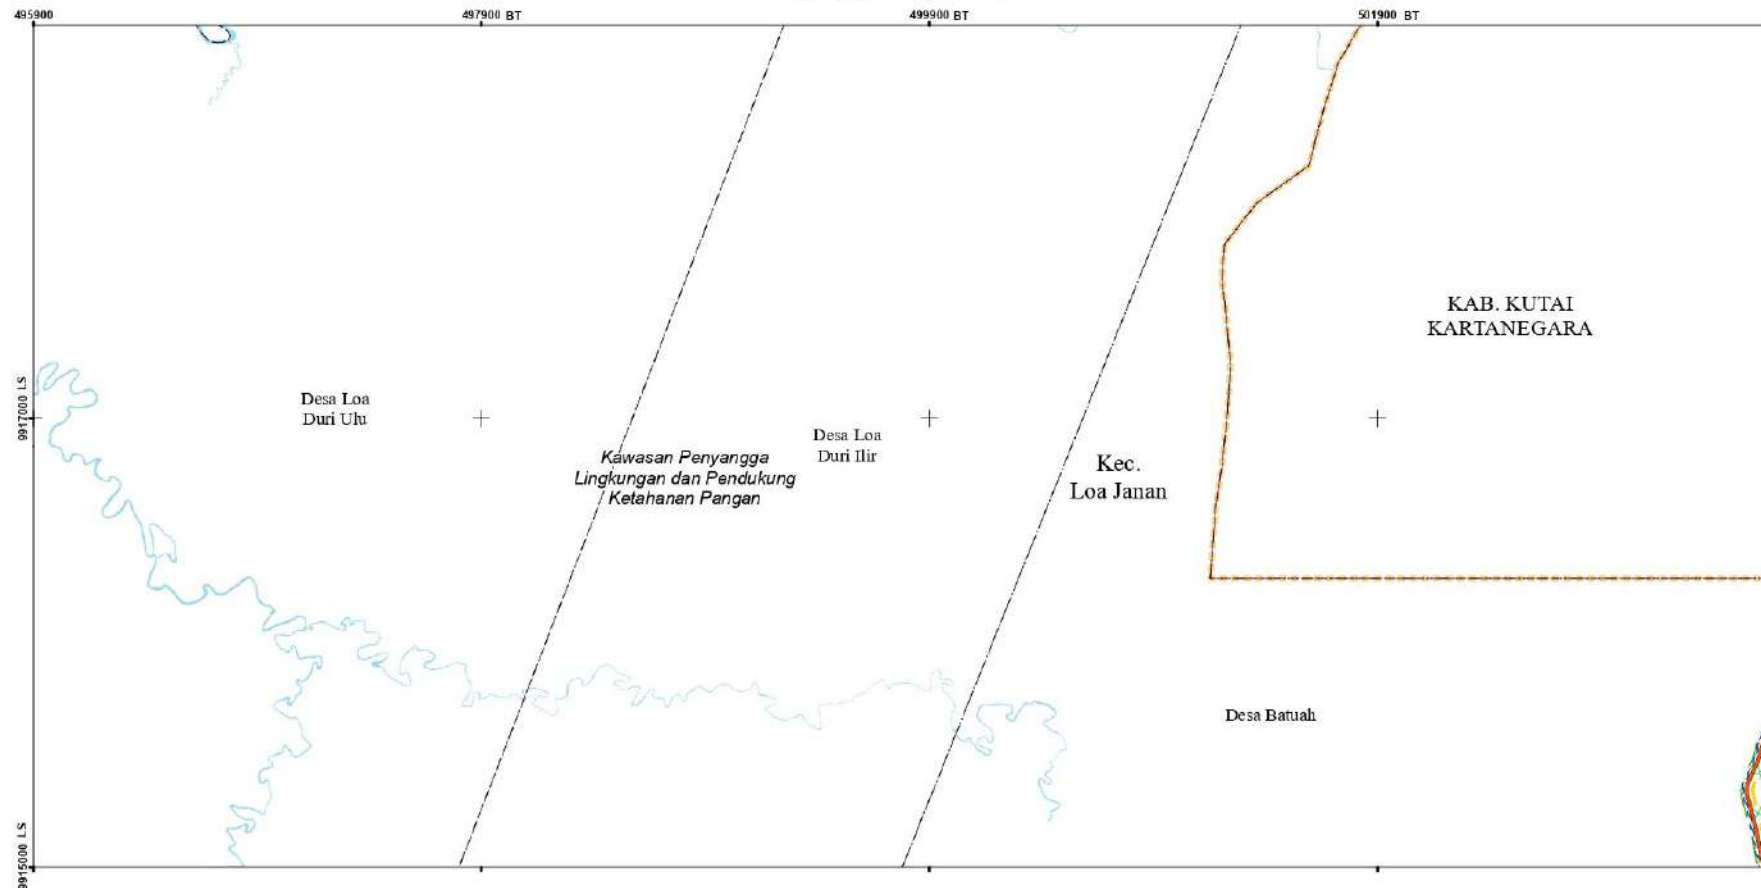 495900
497900 BT
499900 BT
501900 BT
KAB. KUTAI
KARTANEGARA
9917000 LS
Desa Loa
Duri Ulu
Desa Loa
Duri Ilir
Kawasan Penyangga
Lingkungan dan Pendukung
Ketahanan Pangan
Kec.
Loa Janan
Desa Batuah
9915000 LS